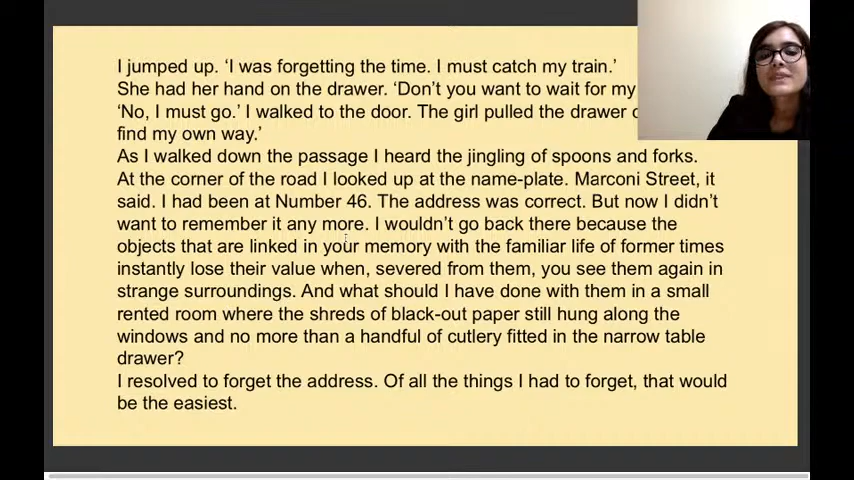 I jumped up. ‘I was forgetting the time. I must catch my train.’
She had her hand on the drawer. ‘Don’t you want to wait for my
‘No, I must go.’ I walked to the door. The girl pulled the drawer
find my own way.’
As I walked down the passage I heard the jingling of spoons and forks.
At the corner of the road I looked up at the name-plate. Marconi Street, it
said. I had been at Number 46. The address was correct. But now I didn’t
want to remember it any more. I wouldn’t go back there because the
objects that are linked in your memory with the familiar life of former times
instantly lose their value when, severed from them, you see them again in
strange surroundings. And what should I have done with them in a small
rented room where the shreds of black-out paper still hung along the
windows and no more than a handful of cutlery fitted in the narrow table
drawer?
I resolved to forget the address. Of all the things I had to forget, that would
be the easiest.